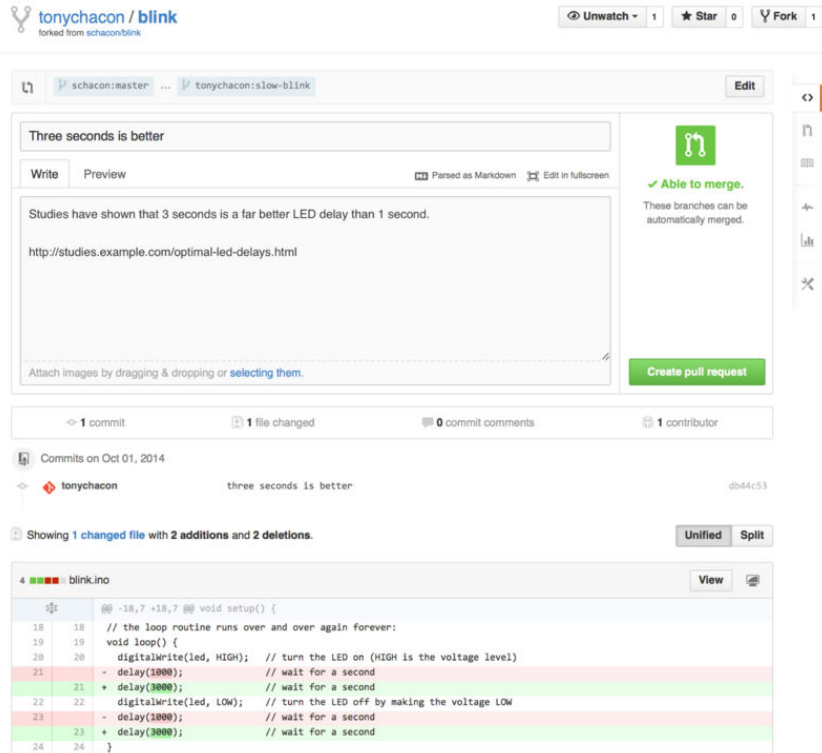 tonychacon / blink
forked from schacon/blink
Unwatch 1 Star 0 Fork 1
schacon:master ... tonychacon:slow-blink Edit
Three seconds is better
Write Preview Parsed as Markdown Edit in fullscreen
Able to merge.
These branches can be
automatically merged.
Studies have shown that 3 seconds is a far better LED delay than 1 second.
http://studies.example.com/optimal-led-delays.html
Attach images by dragging & dropping or selecting them.
Create pull request
1 commit 1 file changed 0 commit comments 1 contributor
Commits on Oct 01, 2014
tonychacon three seconds is better db44c53
Showing 1 changed file with 2 additions and 2 deletions. Unified Split
4 blink.ino View
@@ -18,7 +18,7 @@ void setup() {
18 18 // the loop routine runs over and over again forever:
19 19 void loop() {
20 20 digitalWrite(led, HIGH); // turn the LED on (HIGH is the voltage level)
21 - delay(1000); // wait for a second
21 + delay(3000); // wait for a second
22 22 digitalWrite(led, LOW); // turn the LED off by making the voltage LOW
23 - delay(1000); // wait for a second
23 + delay(3000); // wait for a second
24 24 }